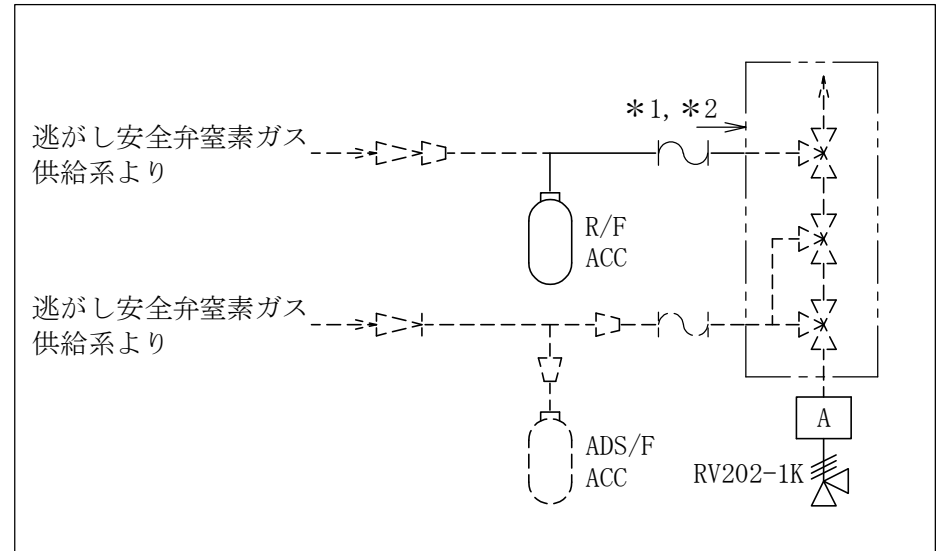 ＊1, ＊2
逃がし安全弁窒素ガス
供給系より
R/F
ACC
逃がし安全弁窒素ガス
供給系より
A
ADS/F
ACC
RV202-1K